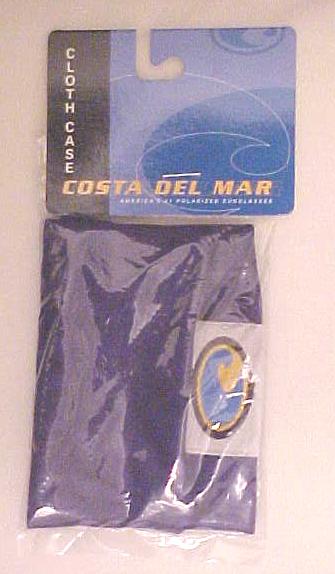 CLOTH CASE
COSTA DEL MAR
AMERICA'S #1 POLARIZED SUNGLASSES